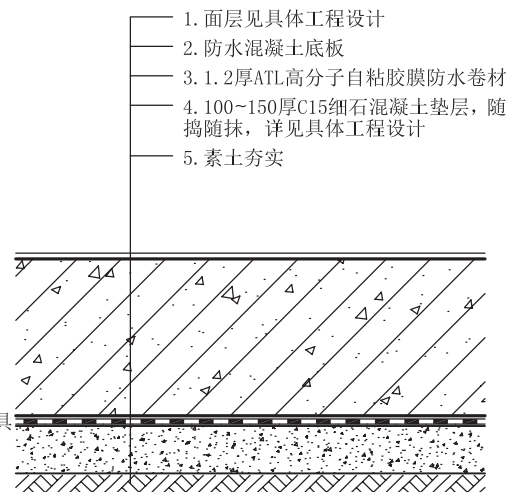 1. 面层见具体工程设计
2. 防水混凝土底板
3. 1.2厚ATL高分子自粘胶膜防水卷材
4. 100~150厚C15细石混凝土垫层，随
捣随抹，详见具体工程设计
5. 素土夯实
具